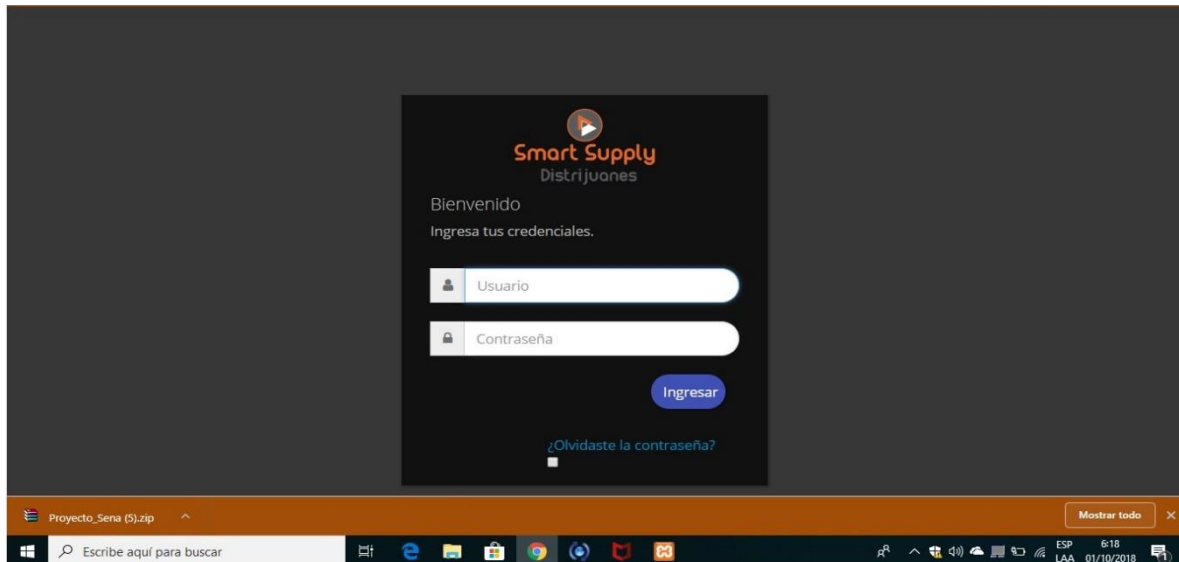 Smart Supply
Distrijuanes
Bienvenido
Ingresa tus credenciales.
Usuario
Contraseña
Ingresar
¿Olvidaste la contraseña?
Proyecto_Sena (5).zip
Mostrar todo
Escribe aquí para buscar
ESP
LAA
6:18
01/10/2018